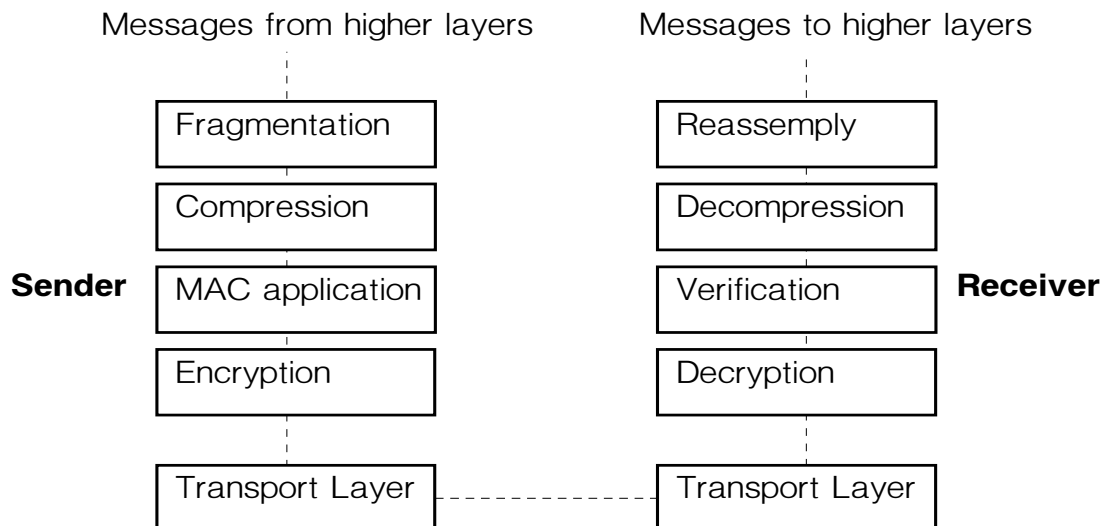 Messages from higher layers
Messages to higher layers
Fragmentation
Reassemply
Compression
Decompression
Sender
MAC application
Verification
Receiver
Encryption
Decryption
Transport Layer
Transport Layer